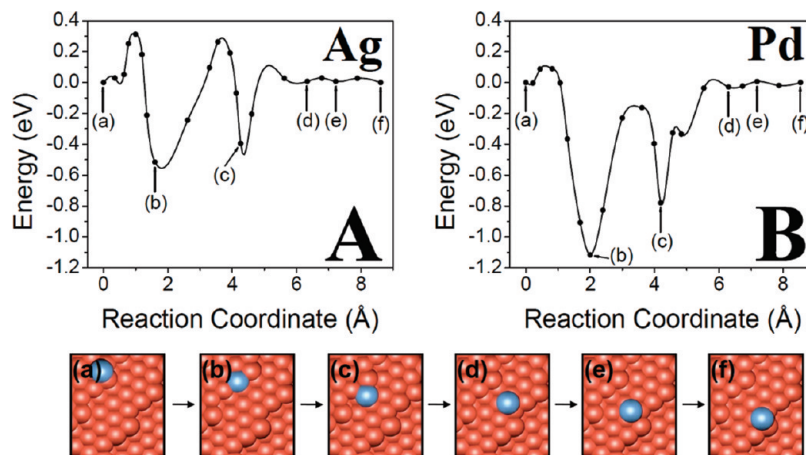 Ag
Energy (eV)
0.4
0.2
0.0
-0.2
-0.4
-0.6
-0.8
-1.0
-1.2
(a)
(b)
(c)
(d)
(e)
(f)
A
0
2
4
6
8
Reaction Coordinate (Å)
Pd
Energy (eV)
0.4
0.2
0.0
-0.2
-0.4
-0.6
-0.8
-1.0
-1.2
(a)
(b)
(c)
(d)
(e)
(f)
B
0
2
4
6
8
Reaction Coordinate (Å)
(a)
(b)
(c)
(d)
(e)
(f)